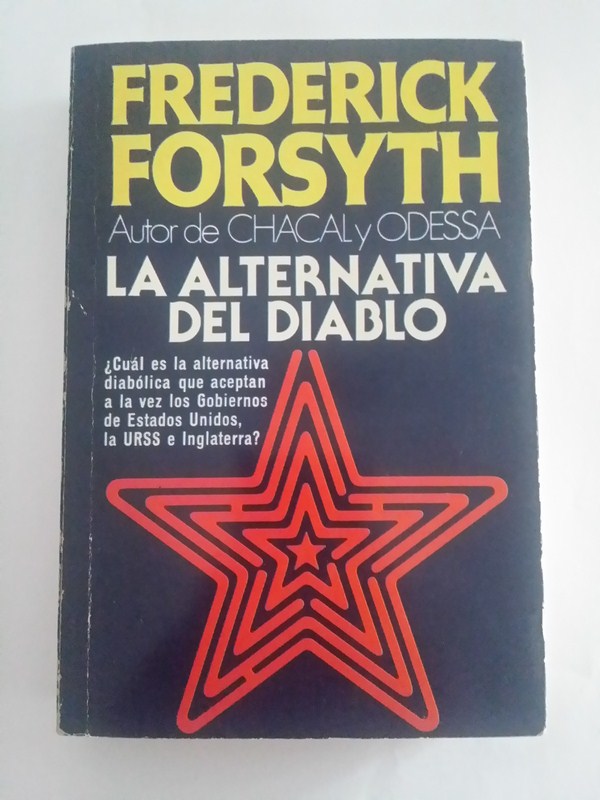 FREDERICK
FORSYTH
Autor de CHACAL y ODESSA
LA ALTERNATIVA
DEL DIABLO
¿Cuál es la alternativa
diabólica que aceptan
a la vez los Gobiernos
de Estados Unidos,
la URSS e Inglaterra?